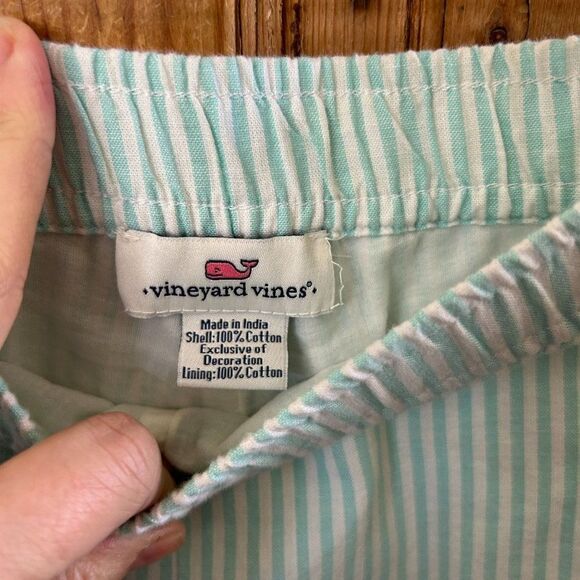 vineyard vines®
Made in India
Shell:100% Cotton
Exclusive of
Decoration
Lining:100% Cotton